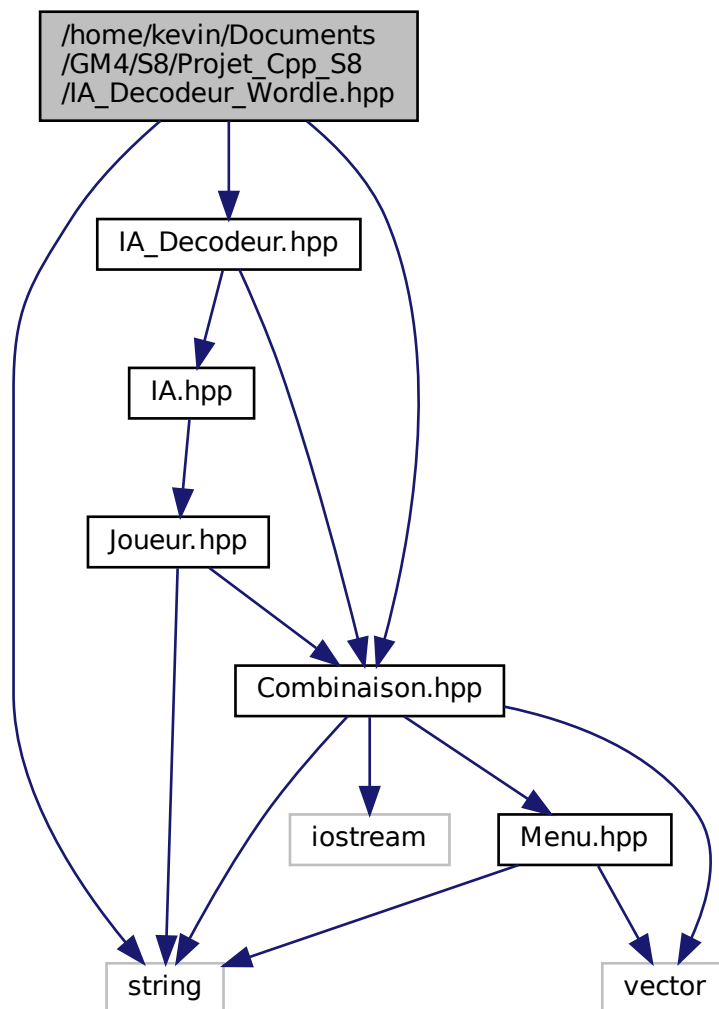 /home/kevin/Documents
/GM4/S8/Projet_Cpp_S8
/IA_Decodeur_Wordle.hpp
IA_Decodeur.hpp
IA.hpp
Joueur.hpp
Combinaison.hpp
iostream
Menu.hpp
string
vector